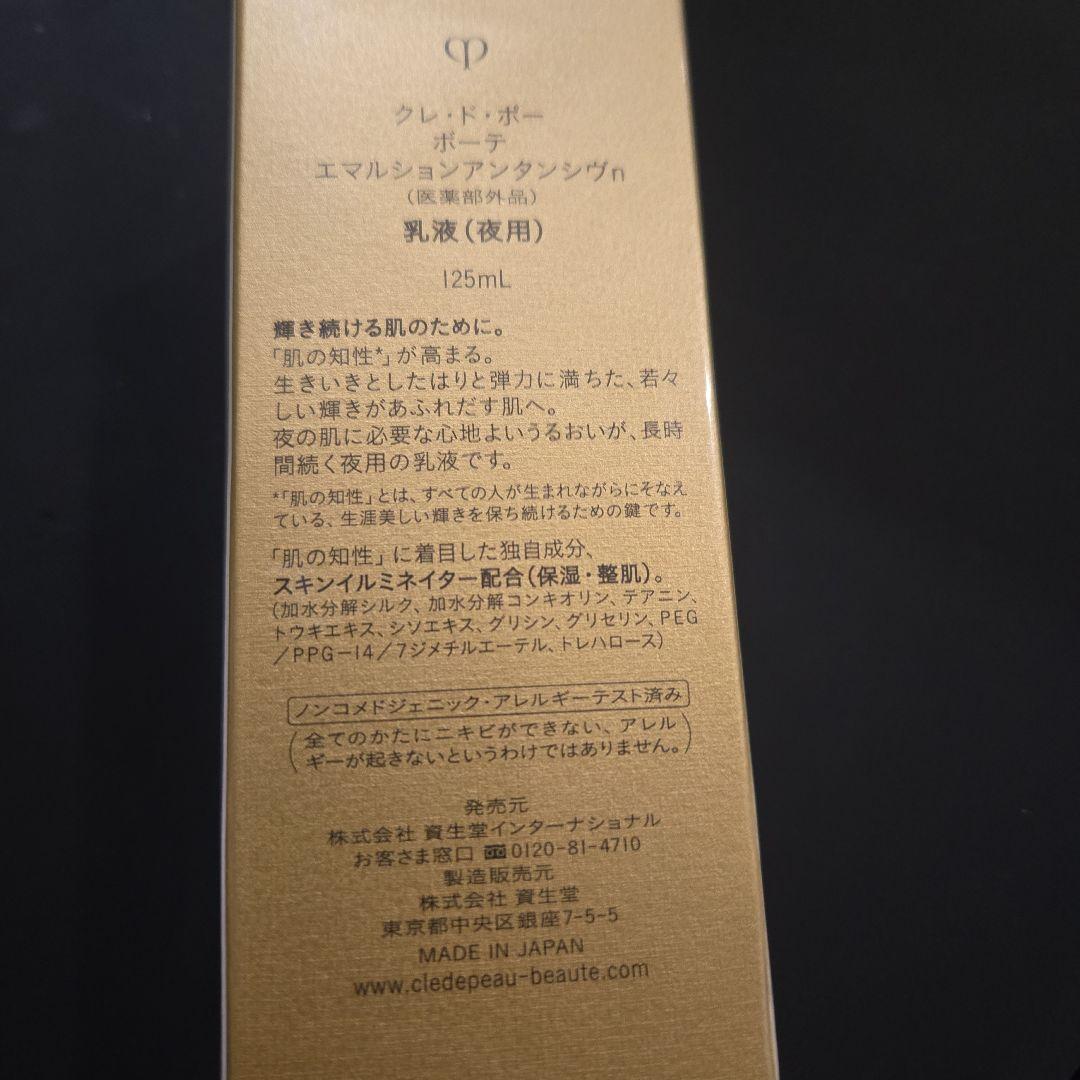 クレ・ド・ポー
ボーテ
エマルションアンタンシヴn
(医薬部外品)
乳液(夜用)
125mL
輝き続ける肌のために。
「肌の知性*」が高まる。
生きいきとしたはりと弾力に満ちた、若々
しい輝きがあふれだす肌へ。
夜の肌に必要な心地よいうるおいが、長時
間続く夜用の乳液です。
*「肌の知性」とは、すべての人が生まれながらにそなえ
ている、生涯美しい輝きを保ち続けるための鍵です。
「肌の知性」に着目した独自成分、
スキンイルミネイター配合(保湿・整肌)。
(加水分解シルク、加水分解コンキオリン、テアニン、
トウキエキス、シソエキス、グリシン、グリセリン、PEG
/PPG-14/7ジメチルエーテル、トレハロース)
ノンコメドジェニック・アレルギーテスト済み
(全てのかたにニキビができない、アレル
ギーが起きないというわけではありません。)
発売元
株式会社 資生堂インターナショナル
お客さま窓口 0120-81-4710
製造販売元
株式会社 資生堂
東京都中央区銀座7-5-5
MADE IN JAPAN
www.cledepeau-beaute.com